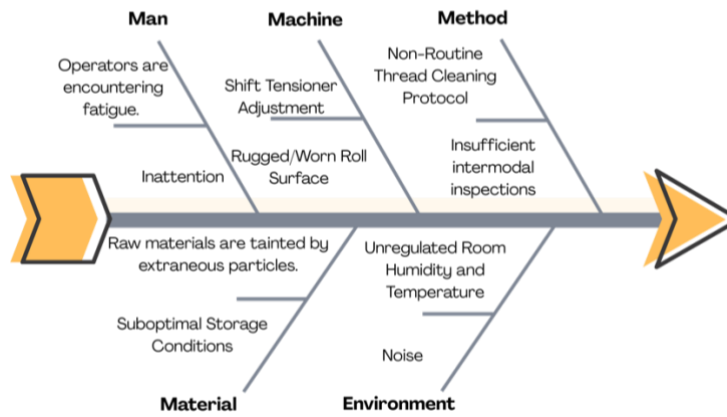 Man
Machine
Method
Operators are
encountering
fatigue.
Inattention
Shift Tensioner
Adjustment
Rugged/Worn Roll
Surface
Non-Routine
Thread Cleaning
Protocol
Insufficient
intermodal
inspections
Raw materials are tainted by
extraneous particles.
Suboptimal Storage
Conditions
Unregulated Room
Humidity and
Temperature
Noise
Material
Environment